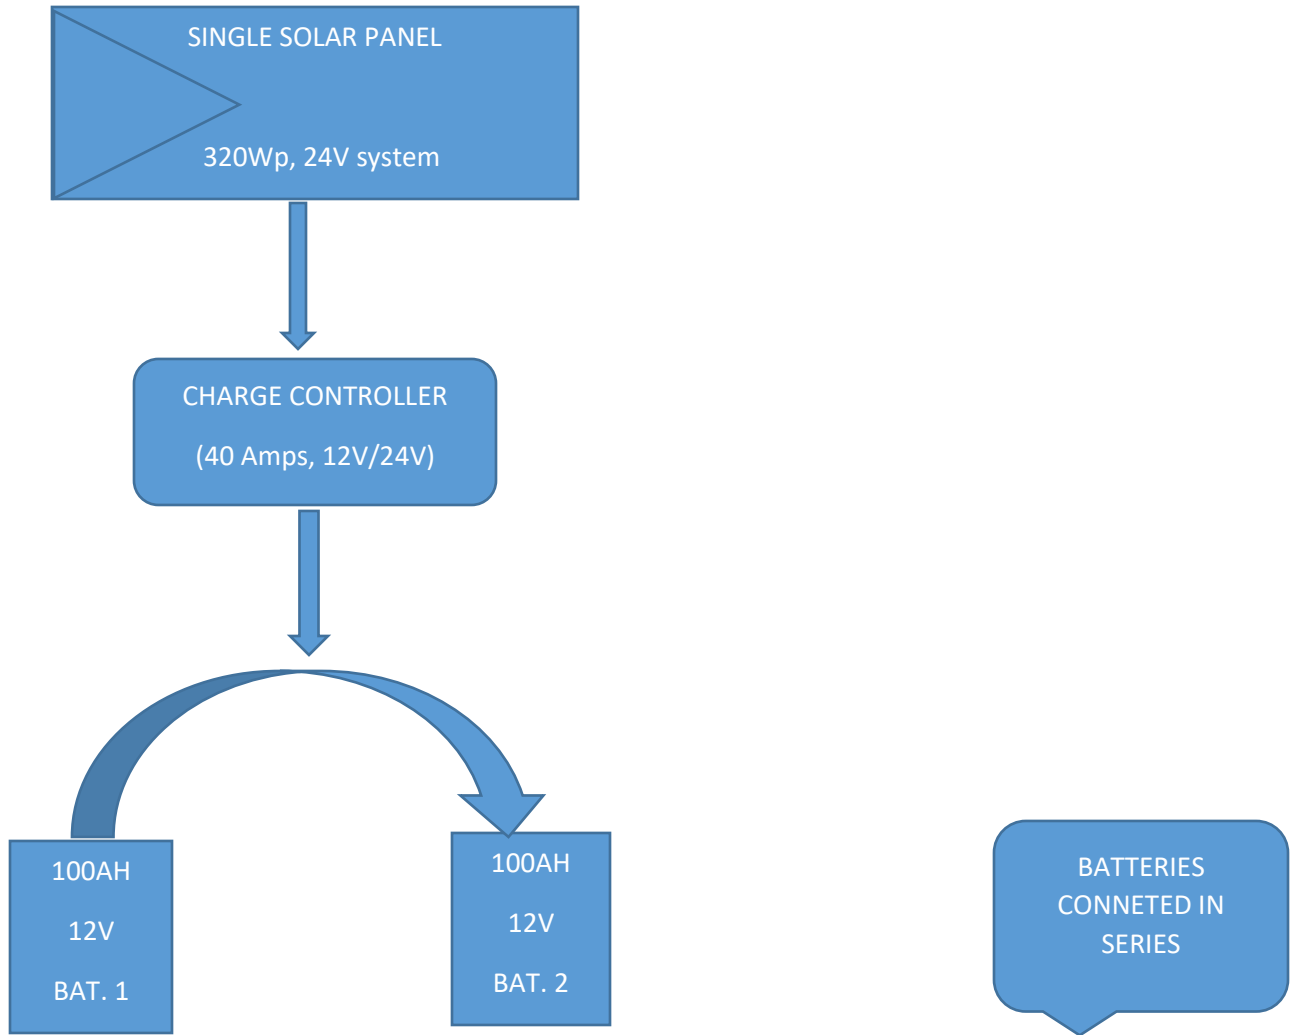 SINGLE SOLAR PANEL
320Wp, 24V system
CHARGE CONTROLLER
(40 Amps, 12V/24V)
100AH
12V
BAT. 1
100AH
12V
BAT. 2
BATTERIES
CONNETED IN
SERIES